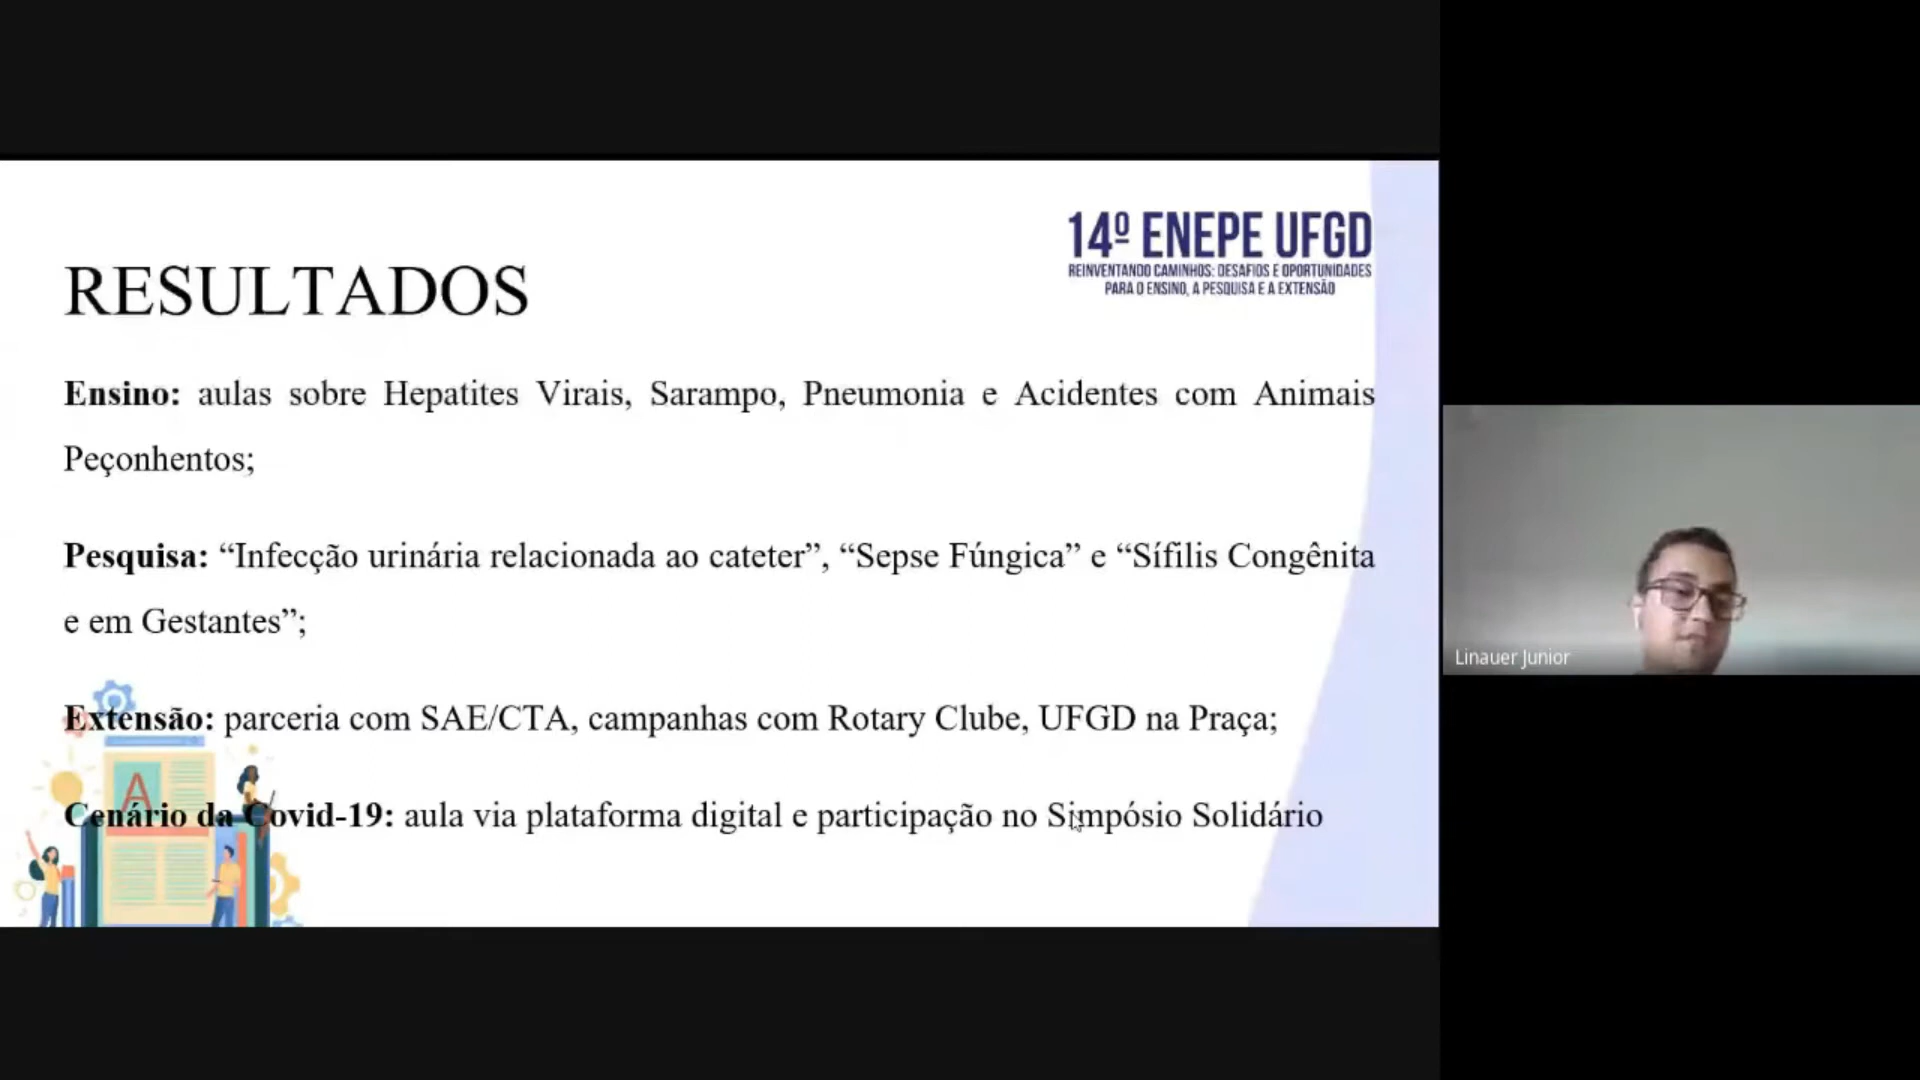 14º ENEPE UFGD
REINVENTANDO CAMINHOS: DESAFIOS E OPORTUNIDADES
PARA O ENSINO, A PESQUISA E A EXTENSÃO
RESULTADOS
Ensino: aulas sobre Hepatites Virais, Sarampo, Pneumonia e Acidentes com Animais
Peçonhentos;
Pesquisa: “Infecção urinária relacionada ao cateter”, “Sepse Fúngica” e “Sífilis Congênita
e em Gestantes”;
Extensão: parceria com SAE/CTA, campanhas com Rotary Clube, UFGD na Praça;
A
Cenário da Covid-19: aula via plataforma digital e participação no Simpósio Solidário
Linauer Junior